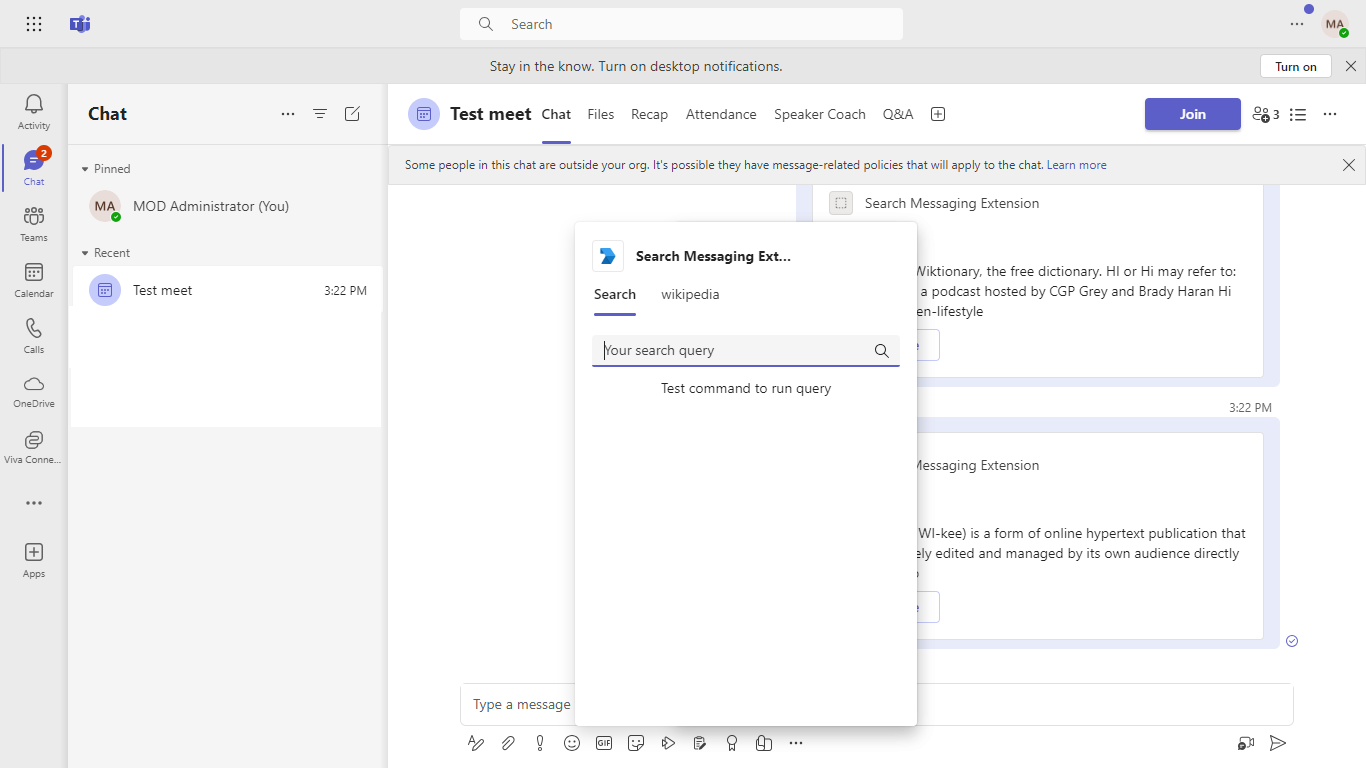 Search
MA
Stay in the know. Turn on desktop notifications.
Turn on
Activity
2
Chat
Teams
Calendar
Calls
OneDrive
Viva Conne...
Apps
Chat
Pinned
MA
MOD Administrator (You)
Recent
Test meet
3:22 PM
Test meet
Chat
Files
Recap
Attendance
Speaker Coach
Q&A
Join
3
Some people in this chat are outside your org. It's possible they have message-related policies that will apply to the chat. Learn more
Search Messaging Extension
Wiktionary, the free dictionary. HI or Hi may refer to:
a podcast hosted by CGP Grey and Brady Haran Hi
en-lifestyle
3:22 PM
Messaging Extension
WI-kee) is a form of online hypertext publication that
ely edited and managed by its own audience directly
Search Messaging Ext...
Search
wikipedia
Your search query
Test command to run query
Type a message
GIF